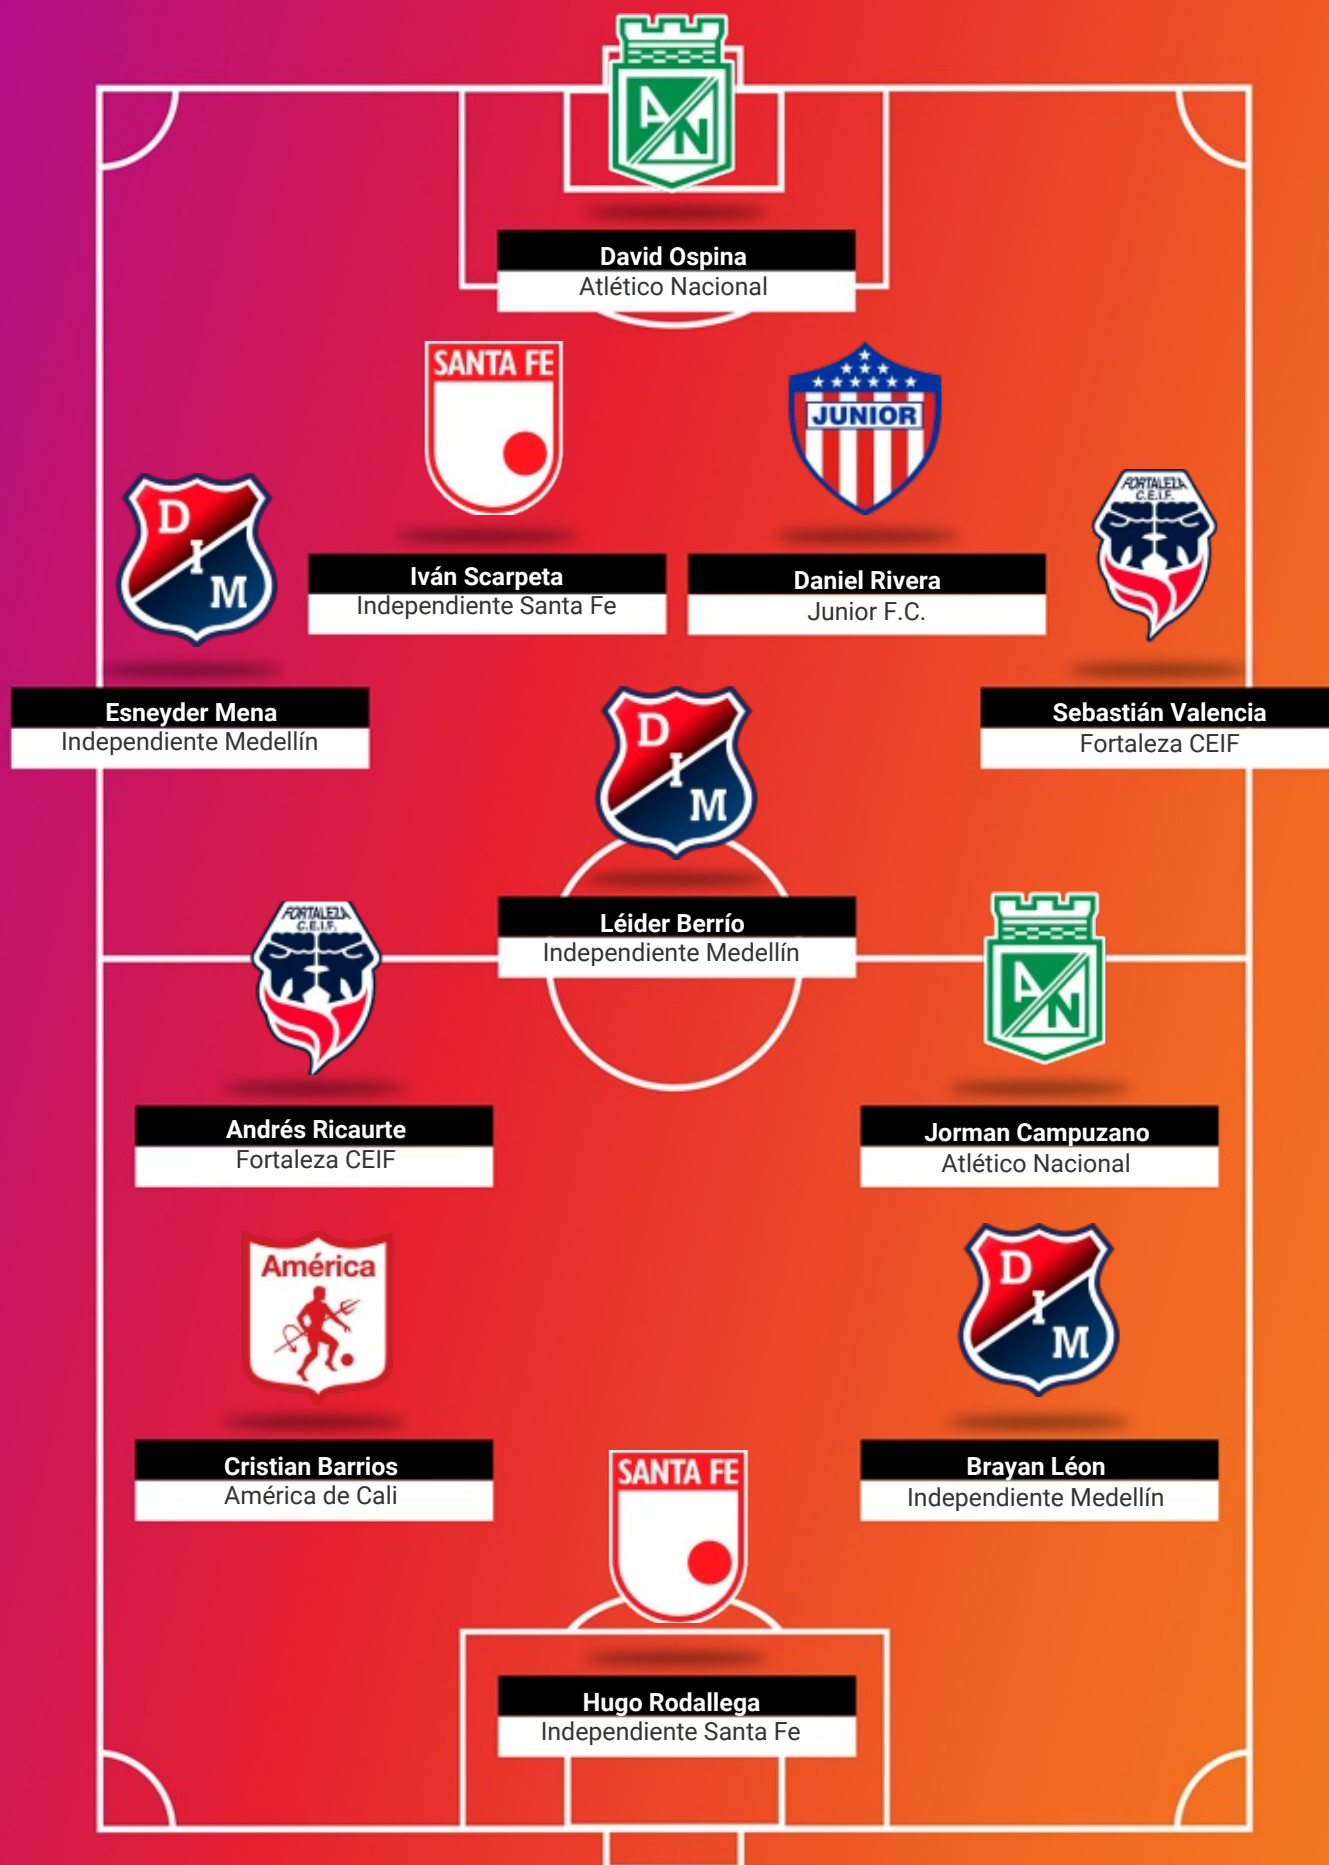 A
N
David Ospina
Atlético Nacional
SANTA FE
JUNIOR
D
I
M
FORTALEZA
C.E.I.F.
Iván Scarpeta
Independiente Santa Fe
Daniel Rivera
Junior F.C.
Esneyder Mena
Independiente Medellín
Sebastián Valencia
Fortaleza CEIF
D
I
M
Léider Berrío
Independiente Medellín
FORTALEZA
C.E.I.F.
A
N
Andrés Ricaurte
Fortaleza CEIF
Jorman Campuzano
Atlético Nacional
América
D
I
M
Cristian Barrios
América de Cali
Brayan Léon
Independiente Medellín
SANTA FE
Hugo Rodallega
Independiente Santa Fe